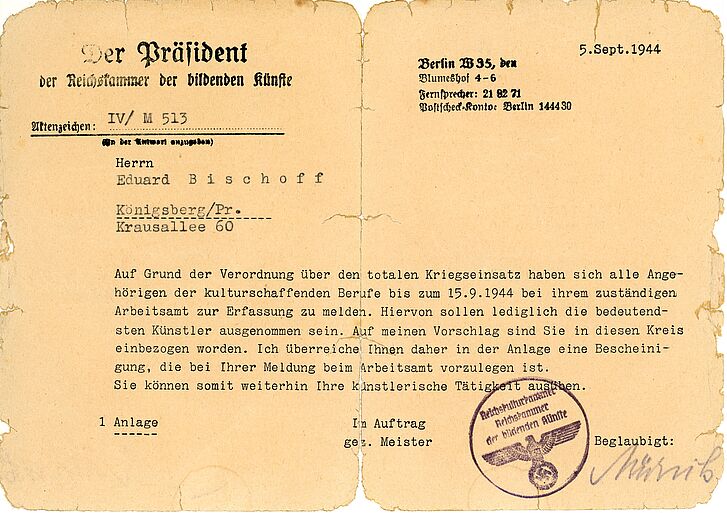 Der Präsident
der Reichskammer der bildenden Künste
Berlin W 35, den
5.Sept.1944
Blumeshof 4-6
Fernsprecher: 21 82 71
Postscheck-Konto: Berlin 144430
Aktenzeichen: IV/ M 513
(In der Antwort anzugeben)
Herrn
Eduard B i s c h o f f
Königsberg/Pr.
Krausallee 60
Auf Grund der Verordnung über den totalen Kriegseinsatz haben sich alle Ange-
hörigen der kulturschaffenden Berufe bis zum 15.9.1944 bei ihrem zuständigen
Arbeitsamt zur Erfassung zu melden. Hiervon sollen lediglich die bedeutend-
sten Künstler ausgenommen sein. Auf meinen Vorschlag sind Sie in diesen Kreis
einbezogen worden. Ich überreiche Ihnen daher in der Anlage eine Bescheini-
gung, die bei Ihrer Meldung beim Arbeitsamt vorzulegen ist.
Sie können somit weiterhin Ihre künstlerische Tätigkeit ausüben.
1 Anlage
Im Auftrag
gez. Meister
Reichskulturkammer
Reichskammer
der bildenden Künste
Beglaubigt: